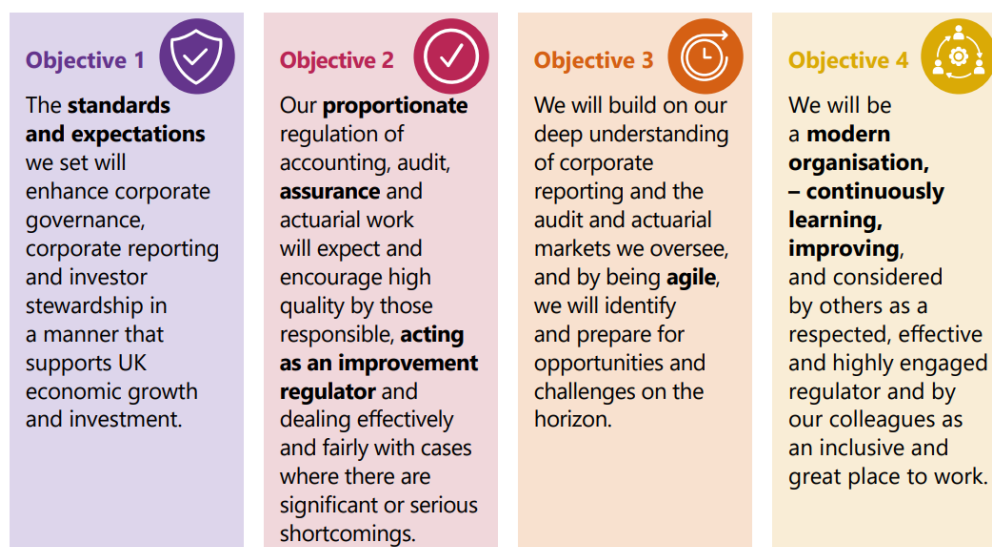 Objective 1
The standards
and expectations
we set will
enhance corporate
governance,
corporate reporting
and investor
stewardship in
a manner that
supports UK
economic growth
and investment.
Objective 2
Our proportionate
regulation of
accounting, audit,
assurance and
actuarial work
will expect and
encourage high
quality by those
responsible, acting
as an improvement
regulator and
dealing effectively
and fairly with cases
where there are
significant or serious
shortcomings.
Objective 3
We will build on our
deep understanding
of corporate
reporting and the
audit and actuarial
markets we oversee,
and by being agile,
we will identify
and prepare for
opportunities and
challenges on the
horizon.
Objective 4
We will be
a modern
organisation,
– continuously
learning,
improving,
and considered
by others as a
respected, effective
and highly engaged
regulator and by
our colleagues as
an inclusive and
great place to work.